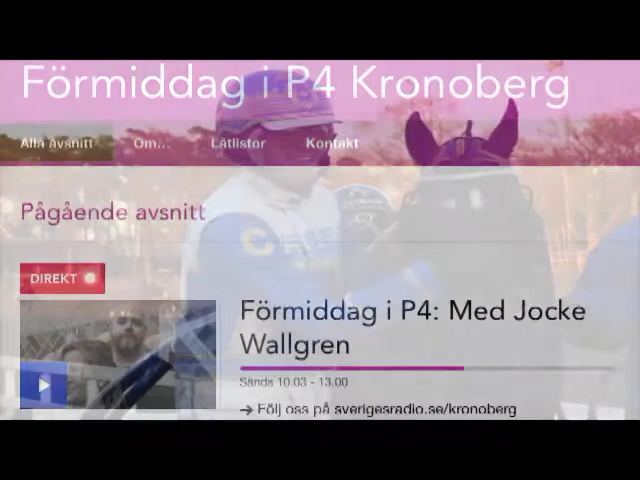 Förmiddag i P4 Kronoberg
Alla avsnitt Om... Låtlistor Kontakt
Pågående avsnitt
DIREKT
Förmiddag i P4: Med Jocke
Wallgren
Sänds 10.03 - 13.00
→ Följ oss på sverigesradio.se/kronoberg